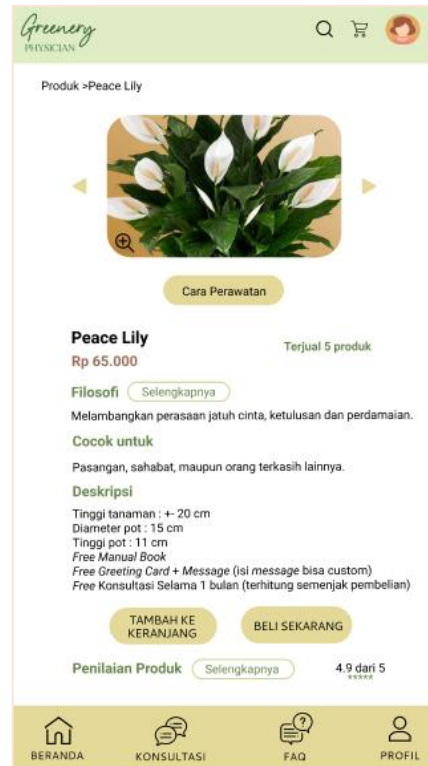 Greenery
PHYSICIAN
Produk >Peace Lily
Cara Perawatan
Peace Lily
Terjual 5 produk
Rp 65.000
Filosofi Selengkapnya
Melambangkan perasaan jatuh cinta, ketulusan dan perdamaian.
Cocok untuk
Pasangan, sahabat, maupun orang terkasih lainnya.
Deskripsi
Tinggi tanaman : +- 20 cm
Diameter pot : 15 cm
Tinggi pot : 11 cm
Free Manual Book
Free Greeting Card + Message (isi message bisa custom)
Free Konsultasi Selama 1 bulan (terhitung semenjak pembelian)
TAMBAH KE
KERANJANG
BELI SEKARANG
Penilaian Produk Selengkapnya 4.9 dari 5
*****
BERANDA KONSULTASI FAQ PROFIL